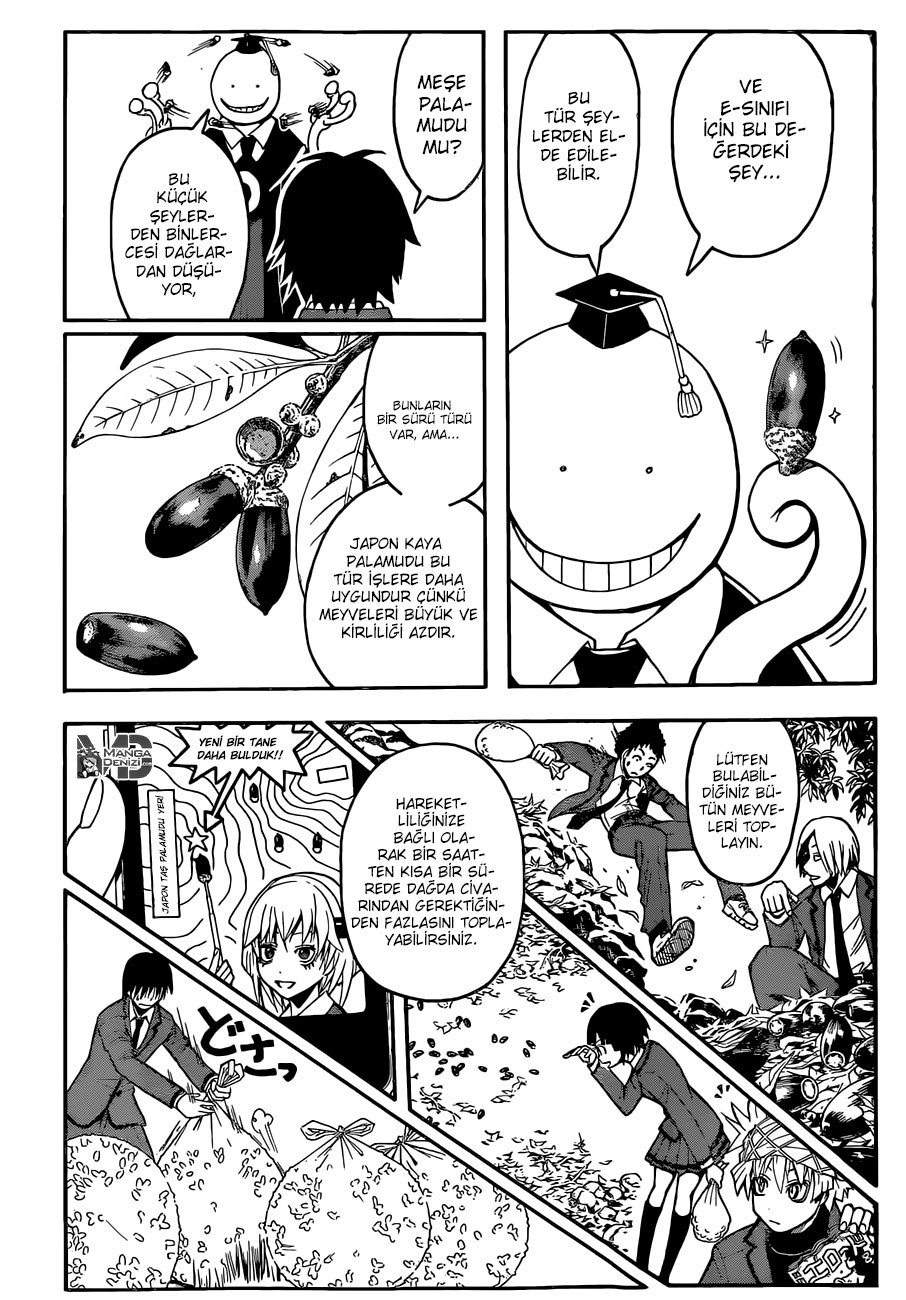 VE
E-SINIFI
İÇİN BU DE-
ĞERDEKİ
ŞEY...
BU
TÜR ŞEY-
LERDEN EL-
DE EDİLE-
BİLİR.
MEŞE
PALA-
MUDU
MU?
BU
KÜÇÜK
ŞEYLER-
DEN BİNLER-
CESİ DAĞLAR-
DAN DÜŞÜ-
YOR,
BUNLARIN
BİR SÜRÜ TÜRÜ
VAR, AMA...
JAPON KAYA
PALAMUDU BU
TÜR İŞLERE DAHA
UYGUNDUR ÇÜNKÜ
MEYVELERİ BÜYÜK VE
KİRLİLİĞİ AZDIR.
LÜTFEN
BULABİL-
DİĞİNİZ BÜ-
TÜN MEYVE-
LERİ TOP-
LAYIN.
HAREKET-
LİLİĞİNİZE
BAĞLI OLA-
RAK BİR SAAT-
TEN KISA BİR SÜ-
REDE DAĞDA CİVA-
RINDAN GEREKTİĞİN-
DEN FAZLASINI TOPLA-
YABİLİRSİNİZ.
YENİ BİR TANE
DAHA BULDUK!!
JAPON TAŞ PALAMUDU YERİ
MD
MANGA
DENİZİ.com
どさっ